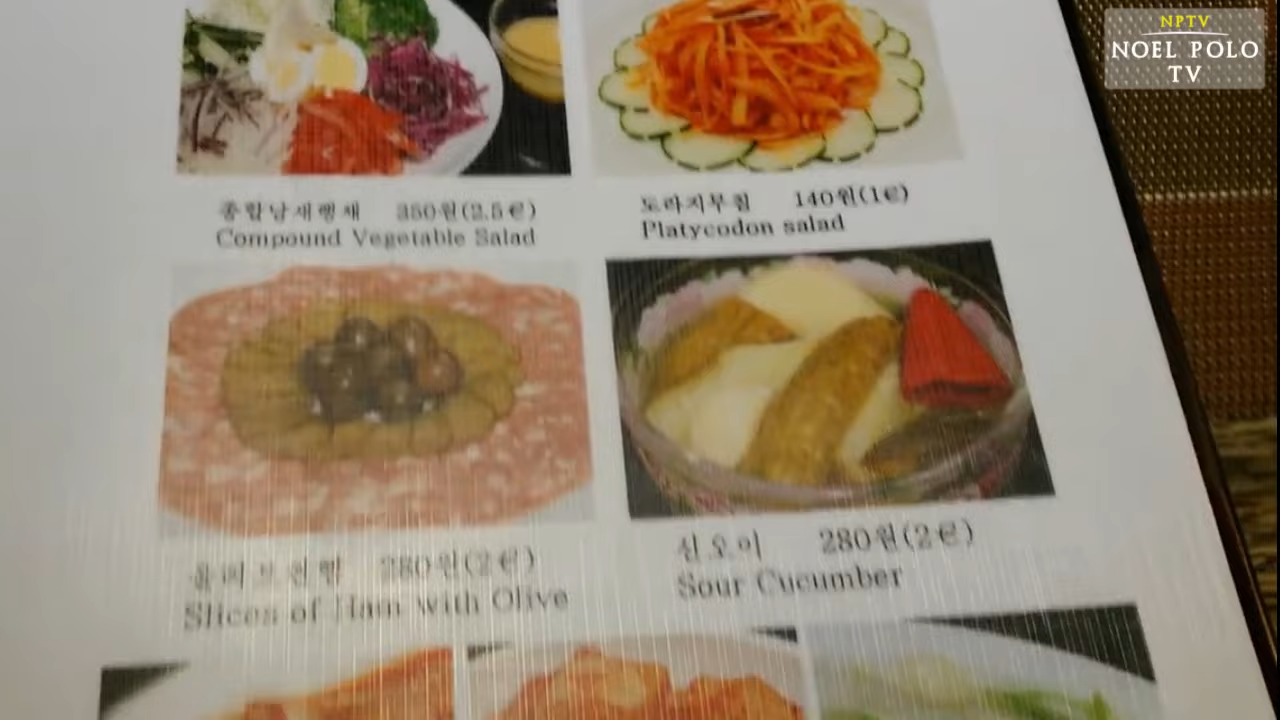 NPTV
NOEL POLO
TV
종합남새랭채 350원(2.5€)
Compound Vegetable Salad
도라지무침 140원(1€)
Platycodon salad
280원(2€)
Slices of Ham with Olive
신오이 280원(2€)
Sour Cucumber